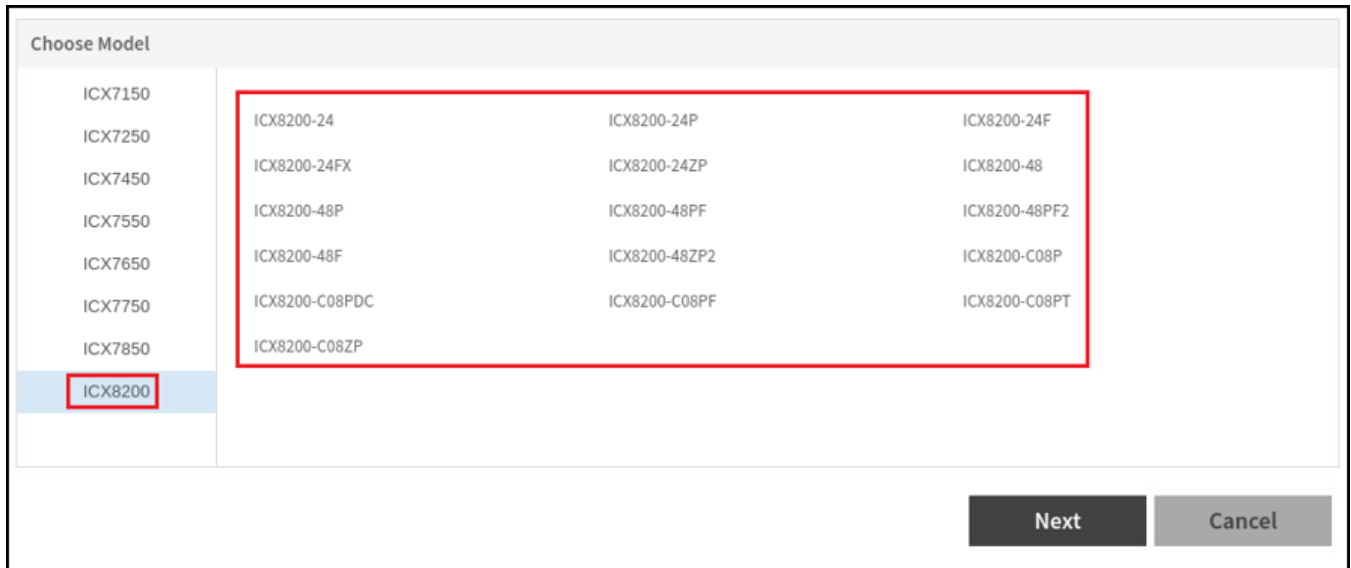 Choose Model
ICX7150
ICX7250
ICX7450
ICX7550
ICX7650
ICX7750
ICX7850
ICX8200
ICX8200-24 ICX8200-24P ICX8200-24F
ICX8200-24FX ICX8200-24ZP ICX8200-48
ICX8200-48P ICX8200-48PF ICX8200-48PF2
ICX8200-48F ICX8200-48ZP2 ICX8200-C08P
ICX8200-C08PDC ICX8200-C08PF ICX8200-C08PT
ICX8200-C08ZP
Next Cancel